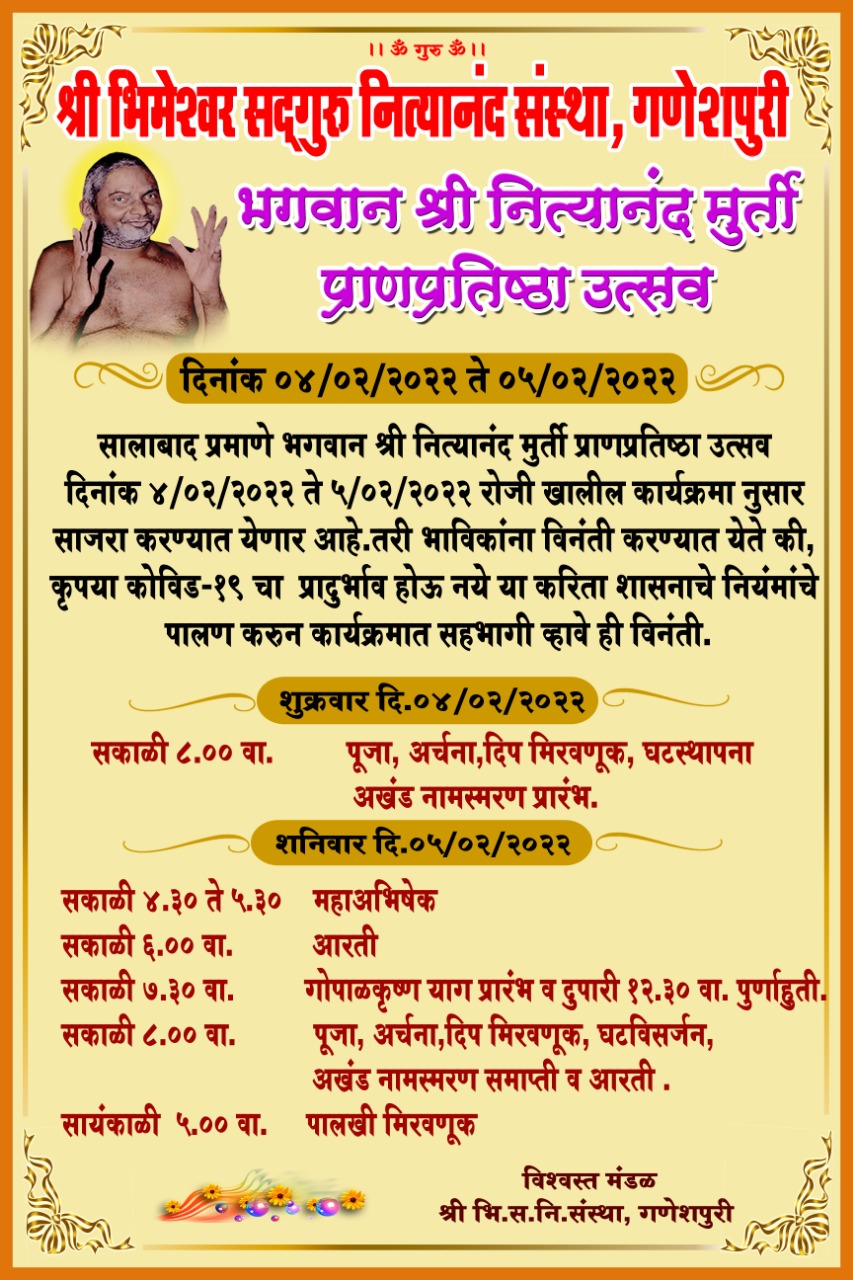 ।। ॐ गुरु ॐ।।
श्री भिमेश्वर सद्‌गुरु नित्यानंद संस्था, गणेशपुरी
भगवान श्री नित्यानंद मुर्ती
प्राणप्रतिष्ठा उत्सव
दिनांक ०४/०२/२०२२ ते ०५/०२/२०२२
सालाबाद प्रमाणे भगवान श्री नित्यानंद मुर्ती प्राणप्रतिष्ठा उत्सव
दिनांक ४/०२/२०२२ ते ५/०२/२०२२ रोजी खालील कार्यक्रमा नुसार
साजरा करण्यात येणार आहे.तरी भाविकांना विनंती करण्यात येते की,
कृपया कोविड-१९ चा प्रादुर्भाव होऊ नये या करिता शासनाचे नियंमांचे
पालण करुन कार्यक्रमात सहभागी व्हावे ही विनंती.
शुक्रवार दि.०४/०२/२०२२
सकाळी ८.०० वा. पूजा, अर्चना,दिप मिरवणूक, घटस्थापना
अखंड नामस्मरण प्रारंभ.
शनिवार दि.०५/०२/२०२२
सकाळी ४.३० ते ५.३० महाअभिषेक
सकाळी ६.०० वा. आरती
सकाळी ७.३० वा. गोपाळकृष्ण याग प्रारंभ व दुपारी १२.३० वा. पुर्णाहुती.
सकाळी ८.०० वा. पूजा, अर्चना,दिप मिरवणूक, घटविसर्जन,
अखंड नामस्मरण समाप्ती व आरती .
सायंकाळी ५.०० वा. पालखी मिरवणूक
विश्वस्त मंडळ
श्री भि.स.नि.संस्था, गणेशपुरी